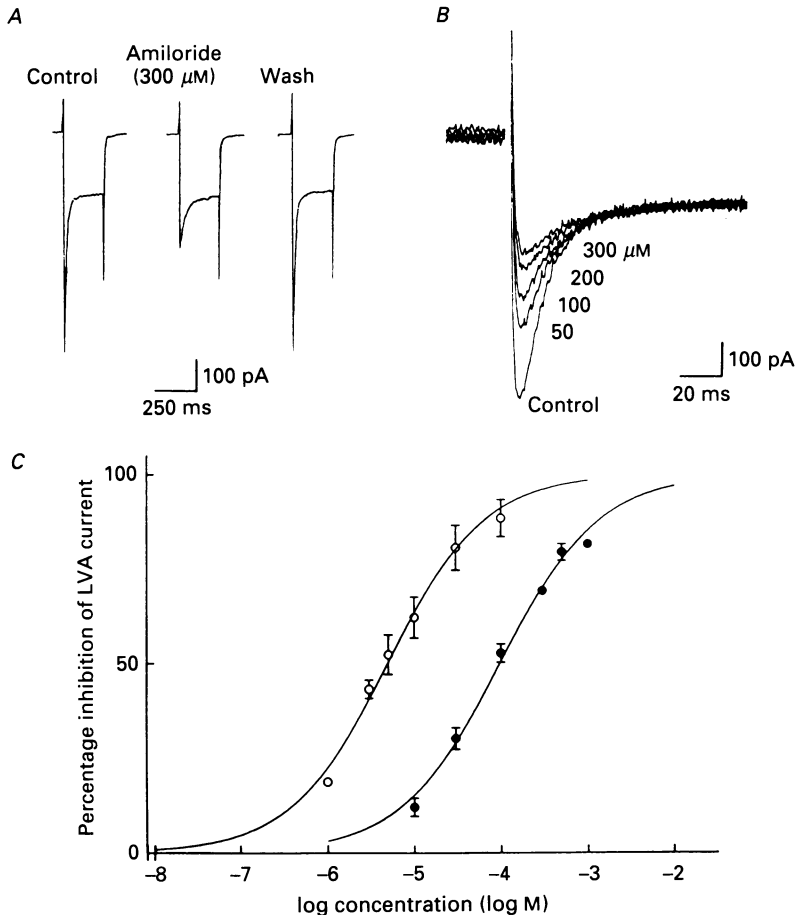 A
Control
Amiloride
(300 μM)
Wash
100 pA
250 ms
B
300 μM
200
100
50
Control
100 pA
20 ms
C
Percentage inhibition of LVA current
100
50
0
−8
−7
−6
−5
−4
−3
−2
log concentration (log M)